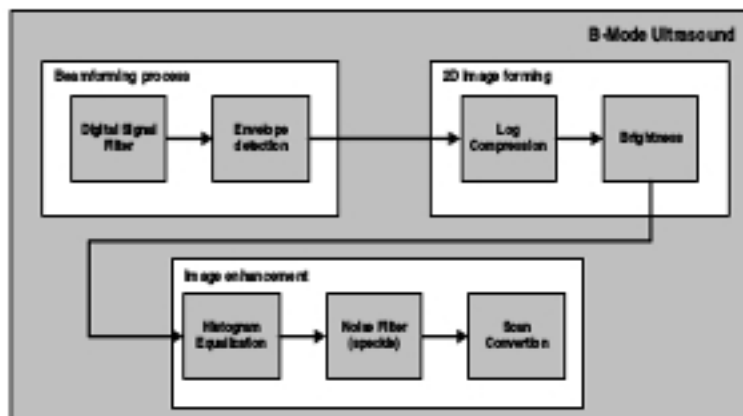 B-Mode Ultrasound
Beamforming process
Digital Signal
Filter
Envelope
detection
2D image forming
Log
Compression
Brightness
Image enhancement
Histogram
Equalization
Noise Filter
(speckle)
Scan
Convertion